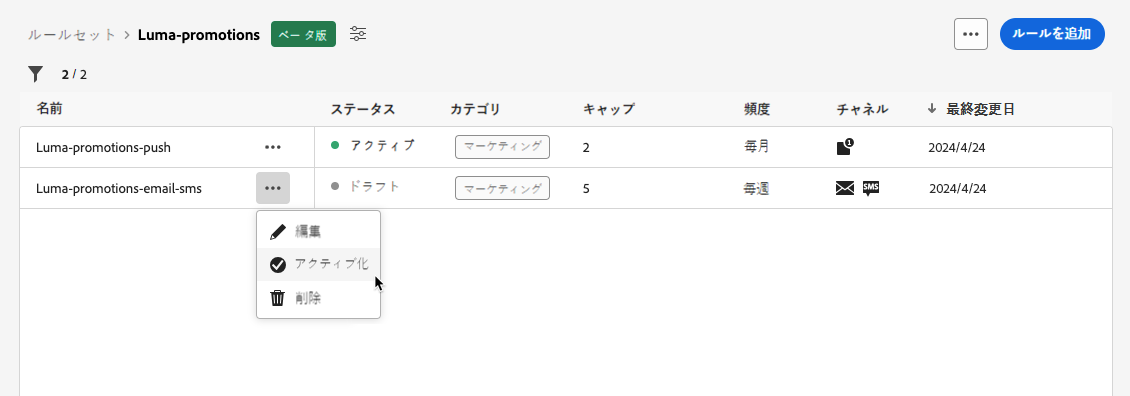 ルールセット › Luma-promotions ベータ版 ••• ルールを追加
2 / 2
名前 ステータス カテゴリ キャップ 頻度 チャネル ↓ 最終変更日
Luma-promotions-push ••• アクティブ マーケティング 2 毎月 1 2024/4/24
Luma-promotions-email-sms ••• ドラフト マーケティング 5 毎週 SMS 2024/4/24
編集
アクティブ化
削除